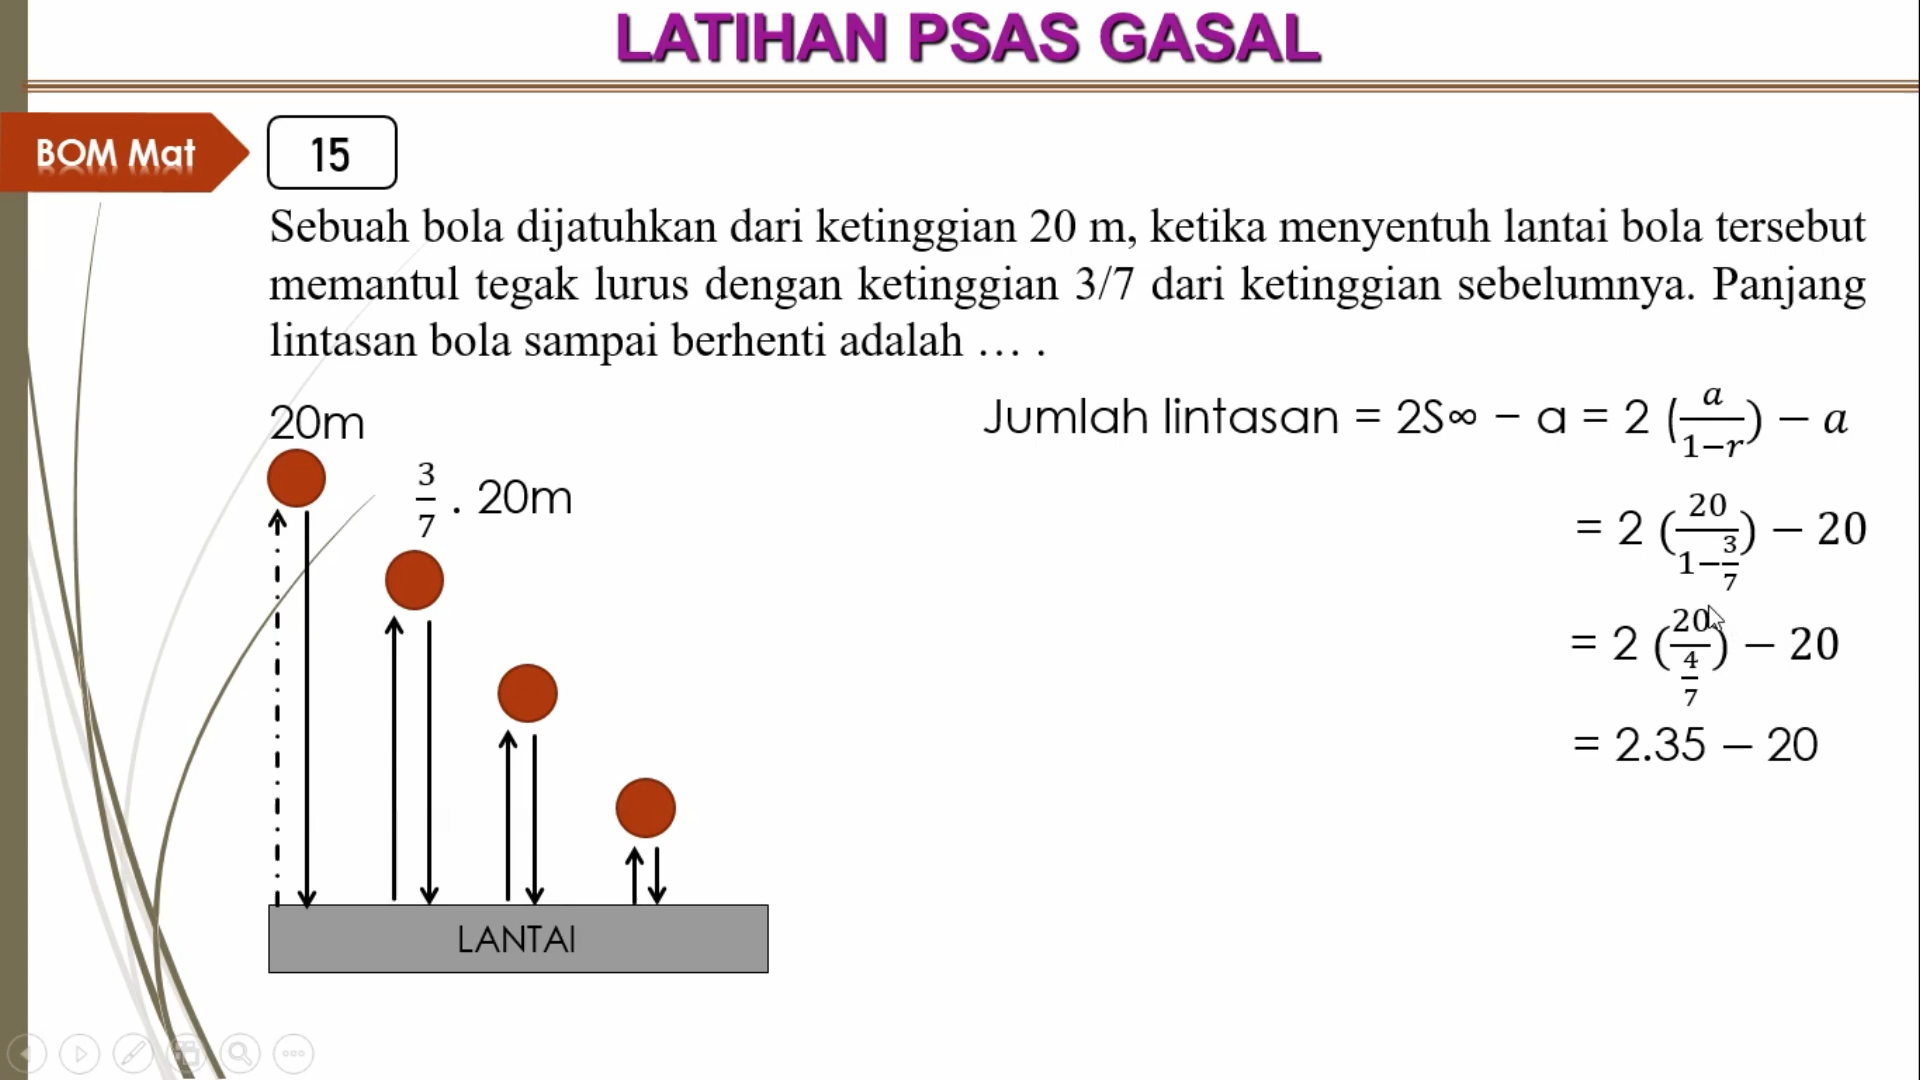 LATIHAN PSAS GASAL
BOM Mat
15
Sebuah bola dijatuhkan dari ketinggian 20 m, ketika menyentuh lantai bola tersebut
memantul tegak lurus dengan ketinggian 3/7 dari ketinggian sebelumnya. Panjang
lintasan bola sampai berhenti adalah … .
20m
3/7 . 20m
LANTAI
Jumlah lintasan = 2S∞ − a = 2 (a/(1−r)) − a
= 2 (20/(1−3/7)) − 20
= 2 (20/(4/7)) − 20
= 2.35 – 20